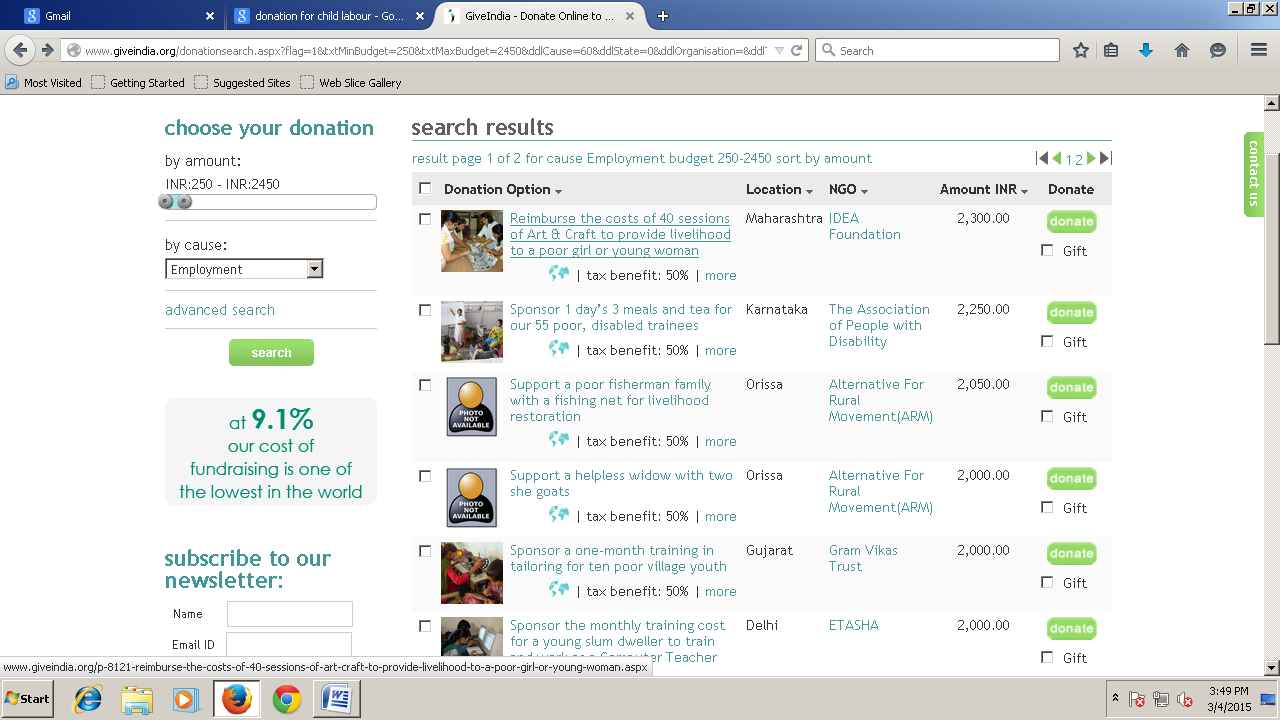 Gmail
donation for child labour - Go...
GiveIndia - Donate Online to ...
www.giveindia.org/donationsearch.aspx?flag=1&txtMinBudget=250&txtMaxBudget=2450&ddlCause=60&ddlState=0&ddlOrganisation=&ddl
Search
Most Visited
Getting Started
Suggested Sites
Web Slice Gallery
choose your donation
by amount:
INR:250 - INR:2450
by cause:
Employment
advanced search
search
at 9.1%
our cost of
fundraising is one of
the lowest in the world
subscribe to our
newsletter:
Name
Email ID
search results
result page 1 of 2 for cause Employment budget 250-2450 sort by amount
1 2
Donation Option Location NGO Amount INR Donate
Reimburse the costs of 40 sessions Maharashtra IDEA 2,300.00 donate
of Art & Craft to provide livelihood Foundation
to a poor girl or young woman Gift
| tax benefit: 50% | more
Sponsor 1 day's 3 meals and tea for Karnataka The Association 2,250.00 donate
our 55 poor, disabled trainees of People with
Disability Gift
| tax benefit: 50% | more
Support a poor fisherman family Orissa Alternative For 2,050.00 donate
with a fishing net for livelihood Rural
restoration Movement(ARM) Gift
| tax benefit: 50% | more
Support a helpless widow with two Orissa Alternative For 2,000.00 donate
she goats Rural
Movement(ARM) Gift
| tax benefit: 50% | more
Sponsor a one-month training in Gujarat Gram Vikas 2,000.00 donate
tailoring for ten poor village youth Trust
Gift
| tax benefit: 50% | more
Sponsor the monthly training cost Delhi ETASHA 2,000.00 donate
for a young slum dweller to train
and work as a Computer Teacher Gift
PHOTO
NOT
AVAILABLE
PHOTO
NOT
AVAILABLE
contact us
www.giveindia.org/p-8121-reimburse-the-costs-of-40-sessions-of-art-craft-to-provide-livelihood-to-a-poor-girl-or-young-woman.aspx
Start
3:49 PM
3/4/2015